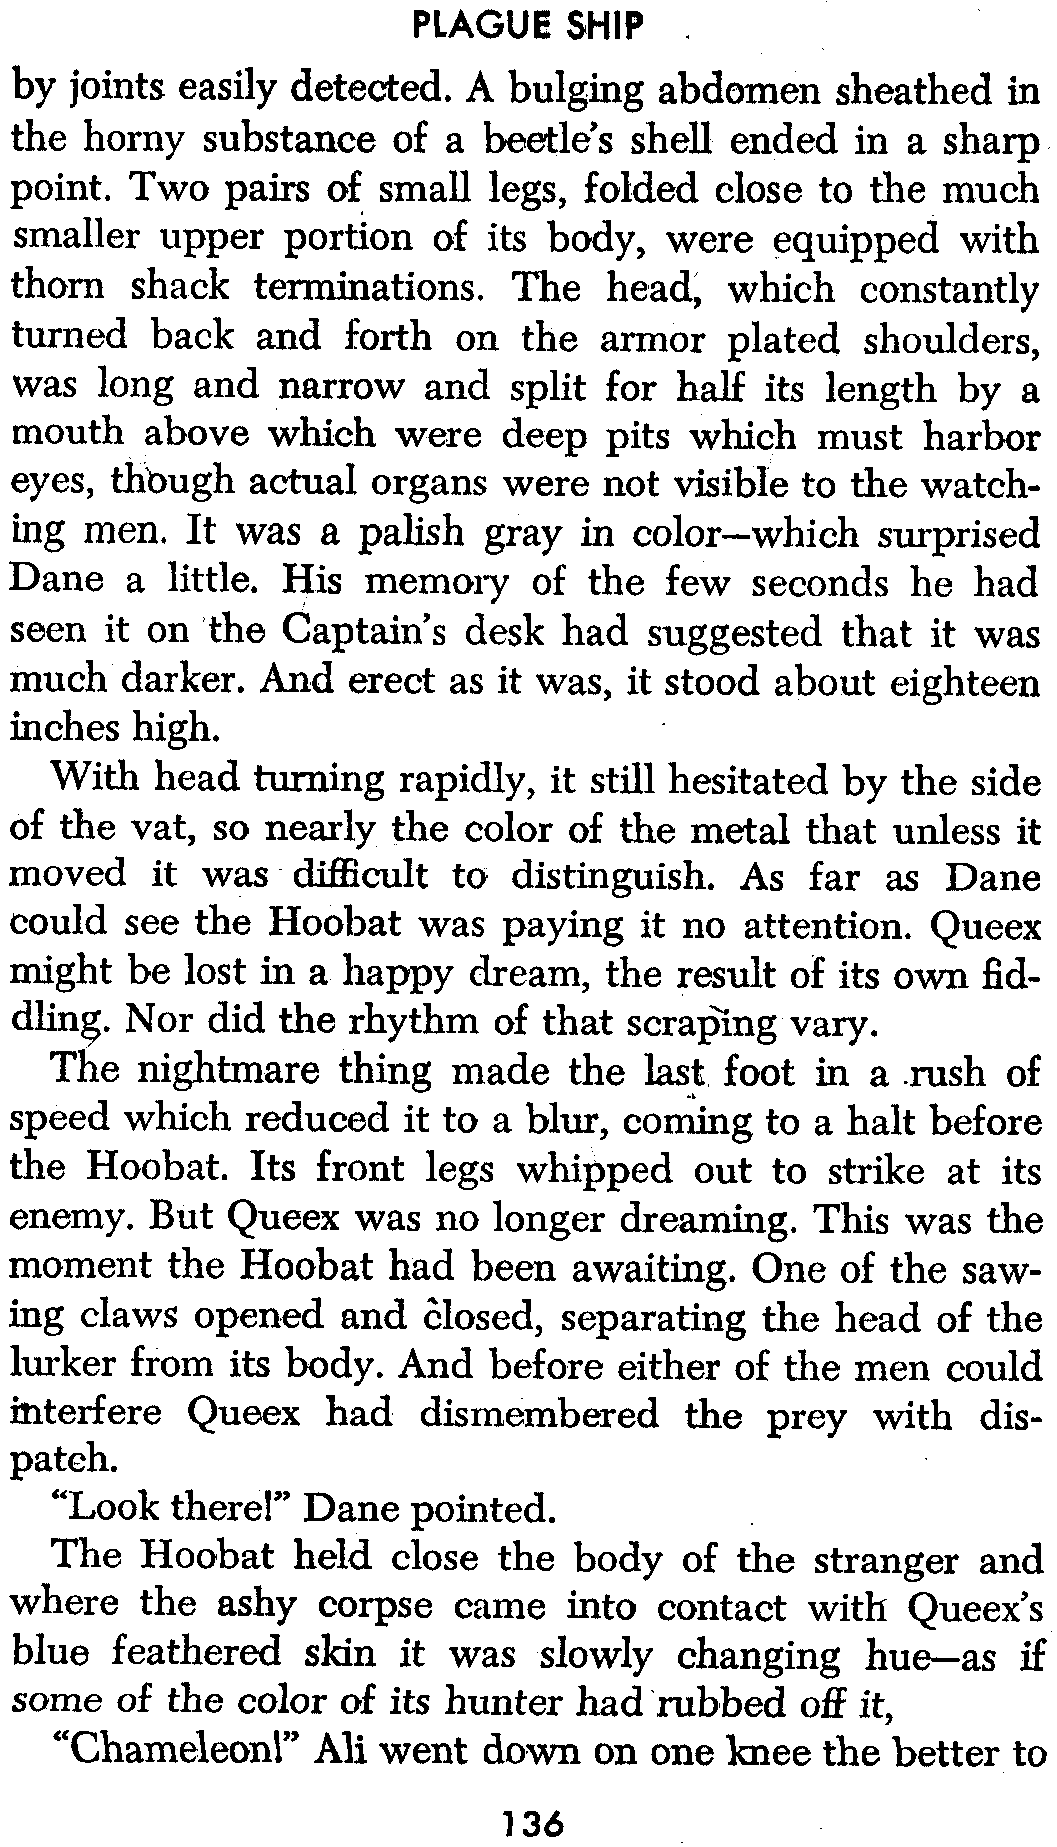 PLAGUE SHIP
by joints easily detected. A bulging abdomen sheathed in
the horny substance of a beetle's shell ended in a sharp
point. Two pairs of small legs, folded close to the much
smaller upper portion of its body, were equipped with
thorn shack terminations. The head, which constantly
turned back and forth on the armor plated shoulders,
was long and narrow and split for half its length by a
mouth above which were deep pits which must harbor
eyes, though actual organs were not visible to the watch-
ing men. It was a palish gray in color—which surprised
Dane a little. His memory of the few seconds he had
seen it on the Captain's desk had suggested that it was
much darker. And erect as it was, it stood about eighteen
inches high.
With head turning rapidly, it still hesitated by the side
of the vat, so nearly the color of the metal that unless it
moved it was difficult to distinguish. As far as Dane
could see the Hoobat was paying it no attention. Queex
might be lost in a happy dream, the result of its own fid-
dling. Nor did the rhythm of that scraping vary.
The nightmare thing made the last foot in a rush of
speed which reduced it to a blur, coming to a halt before
the Hoobat. Its front legs whipped out to strike at its
enemy. But Queex was no longer dreaming. This was the
moment the Hoobat had been awaiting. One of the saw-
ing claws opened and closed, separating the head of the
lurker from its body. And before either of the men could
interfere Queex had dismembered the prey with dis-
patch.
"Look there!" Dane pointed.
The Hoobat held close the body of the stranger and
where the ashy corpse came into contact with Queex's
blue feathered skin it was slowly changing hue—as if
some of the color of its hunter had rubbed off it,
"Chameleon!" Ali went down on one knee the better to
136